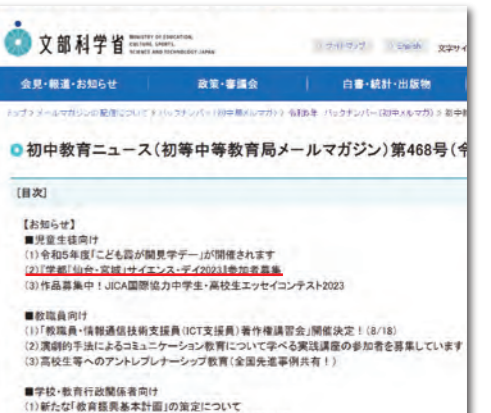 文部科学省
MINISTRY OF EDUCATION,
CULTURE, SPORTS,
SCIENCE AND TECHNOLOGY-JAPAN
サイトマップ
English
文字サイ
会見・報道・お知らせ 政策・審議会 白書・統計・出版物
トップ > メールマガジンの配信について > バックナンバー(初中局メルマガ) > 令和5年 バックナンバー(初中メルマガ) > 初中教
初中教育ニュース(初等中等教育局メールマガジン)第468号(令
[目次]
【お知らせ】
■児童生徒向け
(1)令和5年度「こども霞が関見学デー」が開催されます
(2)『学都「仙台・宮城」サイエンス・デイ2023』参加者募集
(3)作品募集中!JICA国際協力中学生・高校生エッセイコンテスト2023
■教職員向け
(1)「教職員・情報通信技術支援員(ICT支援員)著作権講習会」開催決定!(8/18)
(2)演劇的手法によるコミュニケーション教育について学べる実践講座の参加者を募集しています
(3)高校生等へのアントレプレナーシップ教育(全国先進事例共有!)
■学校・教育行政関係者向け
(1)新たな「教育振興基本計画」の策定について